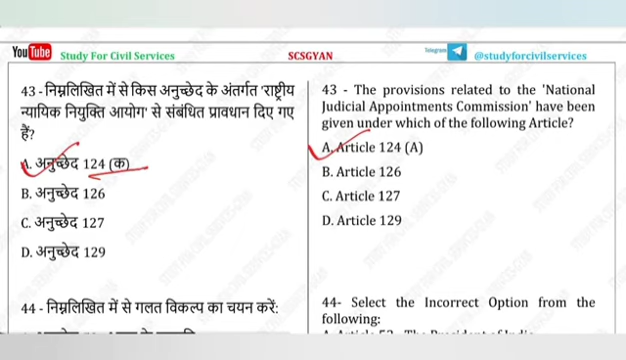 YouTube Study For Civil Services SCSGYAN Telegram @studyforcivilservices
43 - निम्नलिखित में से किस अनुच्छेद के अंतर्गत 'राष्ट्रीय
न्यायिक नियुक्ति आयोग' से संबंधित प्रावधान दिए गए
हैं?
A. अनुच्छेद 124 (क)
B. अनुच्छेद 126
C. अनुच्छेद 127
D. अनुच्छेद 129
44 - निम्नलिखित में से गलत विकल्प का चयन करें:
43 - The provisions related to the 'National
Judicial Appointments Commission' have been
given under which of the following Article?
A. Article 124 (A)
B. Article 126
C. Article 127
D. Article 129
44- Select the Incorrect Option from the
following: